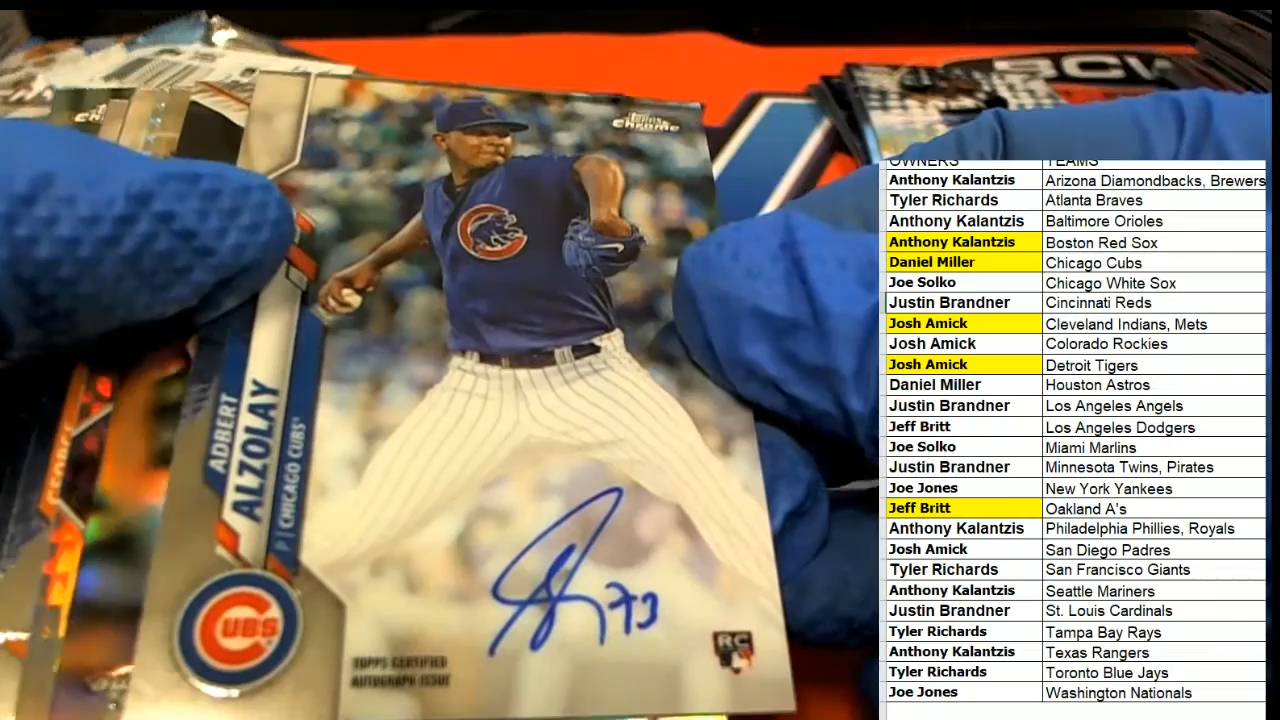 Topps
Chrome
BCW
ADBERT
ALZOLAY
P | CHICAGO CUBS®
CUBS
73
TOPPS CERTIFIED
AUTOGRAPH ISSUE
RC
GEORGE
OWNERS TEAMS
Anthony Kalantzis Arizona Diamondbacks, Brewers
Tyler Richards Atlanta Braves
Anthony Kalantzis Baltimore Orioles
Anthony Kalantzis Boston Red Sox
Daniel Miller Chicago Cubs
Joe Solko Chicago White Sox
Justin Brandner Cincinnati Reds
Josh Amick Cleveland Indians, Mets
Josh Amick Colorado Rockies
Josh Amick Detroit Tigers
Daniel Miller Houston Astros
Justin Brandner Los Angeles Angels
Jeff Britt Los Angeles Dodgers
Joe Solko Miami Marlins
Justin Brandner Minnesota Twins, Pirates
Joe Jones New York Yankees
Jeff Britt Oakland A's
Anthony Kalantzis Philadelphia Phillies, Royals
Josh Amick San Diego Padres
Tyler Richards San Francisco Giants
Anthony Kalantzis Seattle Mariners
Justin Brandner St. Louis Cardinals
Tyler Richards Tampa Bay Rays
Anthony Kalantzis Texas Rangers
Tyler Richards Toronto Blue Jays
Joe Jones Washington Nationals